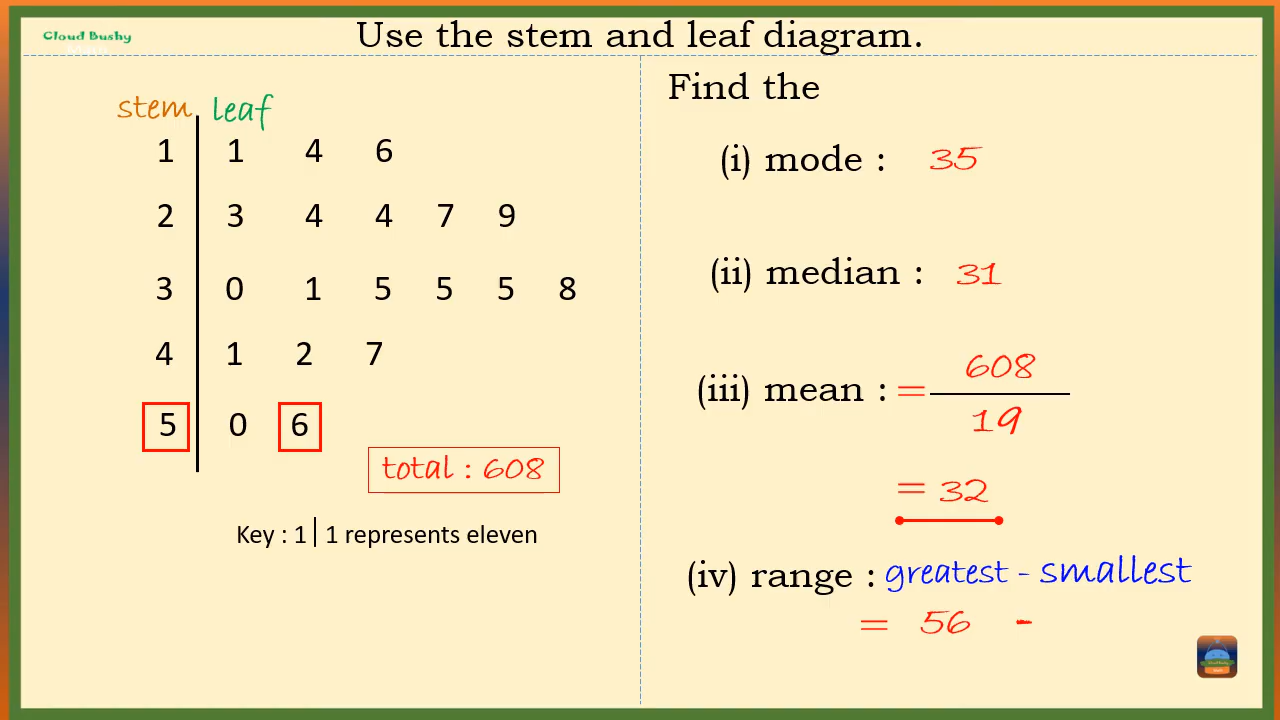 Cloud Bushy
Use the stem and leaf diagram.
stem leaf
1 1 4 6
2 3 4 4 7 9
3 0 1 5 5 5 8
4 1 2 7
5 0 6
total : 608
Key : 1 | 1 represents eleven
Find the
(i) mode : 35
(ii) median : 31
(iii) mean : = 608
19
= 32
(iv) range : greatest - smallest
= 56 -
Cloud Bushy